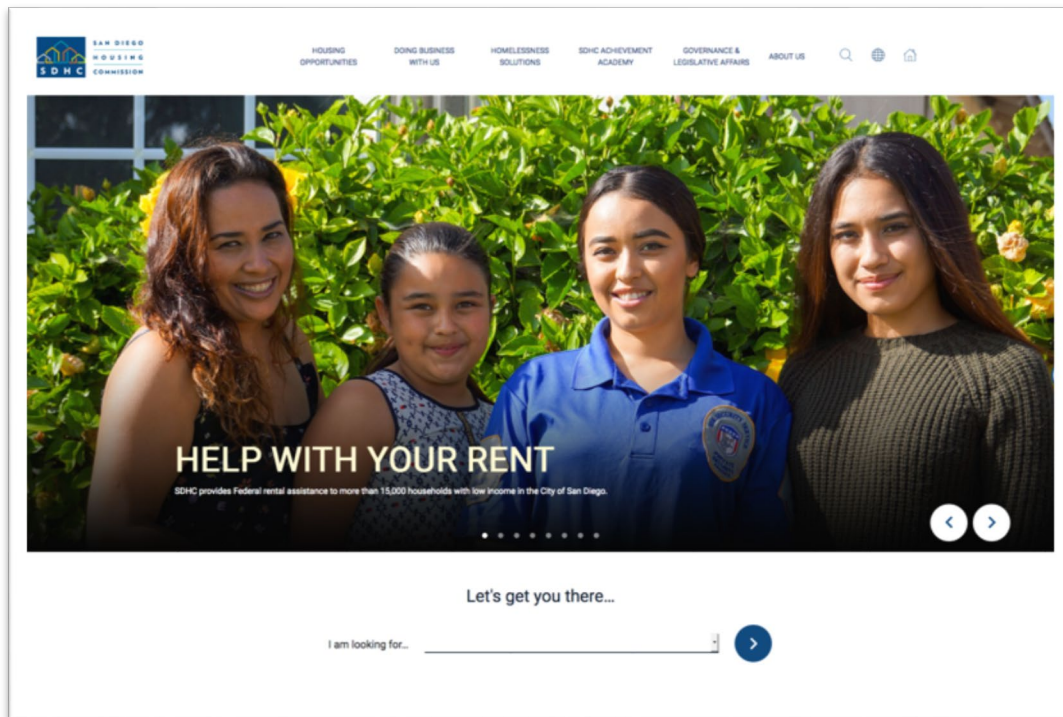 SAN DIEGO
HOUSING
SDHC COMMISSION
HOUSING OPPORTUNITIES
DOING BUSINESS WITH US
HOMELESSNESS SOLUTIONS
SDHC ACHIEVEMENT ACADEMY
GOVERNANCE & LEGISLATIVE AFFAIRS
ABOUT US
HELP WITH YOUR RENT
SDHC provides Federal rental assistance to more than 15,000 households with low income in the City of San Diego.
Let's get you there...
I am looking for...